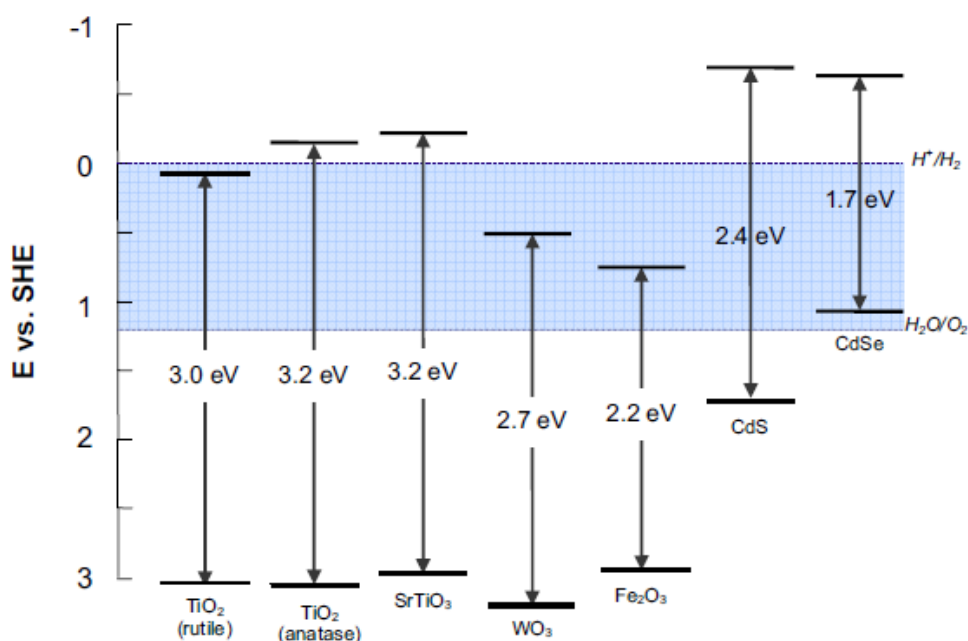 E vs. SHE
-1
0
1
2
3
H⁺/H₂
H₂O/O₂
3.0 eV
3.2 eV
3.2 eV
2.7 eV
2.2 eV
2.4 eV
1.7 eV
TiO₂
(rutile)
TiO₂
(anatase)
SrTiO₃
WO₃
Fe₂O₃
CdS
CdSe